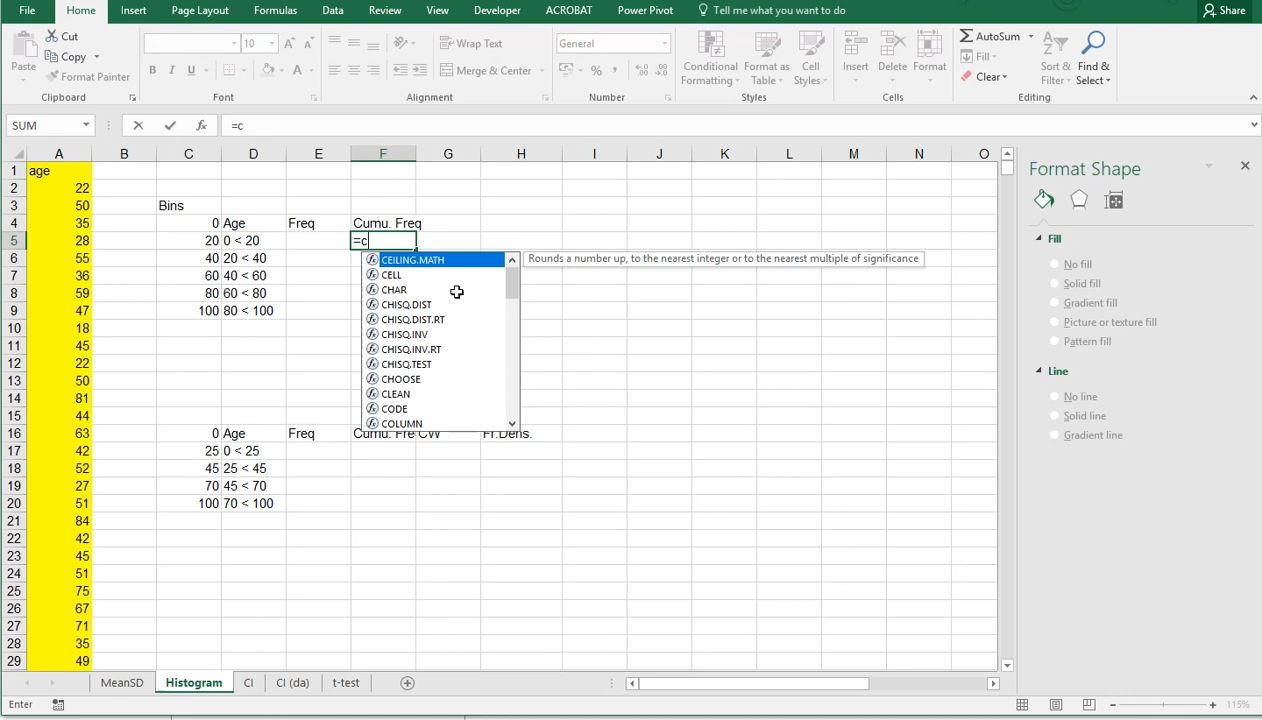 File Home Insert Page Layout Formulas Data Review View Developer ACROBAT Power Pivot Tell me what you want to do Share
Paste Cut Copy Format Painter
10 A A
B I U A
Wrap Text
Merge & Center
General
%
Conditional Formatting Format as Table Cell Styles
Insert Delete Format
AutoSum Fill Clear
Sort & Filter Find & Select
Clipboard Font Alignment Number Styles Cells Editing
SUM fx =c
A B C D E F G H I J K L M N O
1 age
2 22
3 50 Bins
4 35 0 Age Freq Cumu. Freq
5 28 20 0 < 20 =c
6 55 40 20 < 40
7 36 60 40 < 60
8 59 80 60 < 80
9 47 100 80 < 100
10 18
11 45
12 22
13 50
14 81
15 44
16 63 0 Age Freq Cumu. Fre CW Fr.Dens.
17 42 25 0 < 25
18 52 45 25 < 45
19 27 70 45 < 70
20 51 100 70 < 100
21 84
22 42
23 45
24 51
25 75
26 67
27 71
28 35
29 49
CEILING.MATH
Rounds a number up, to the nearest integer or to the nearest multiple of significance
CELL
CHAR
CHISQ.DIST
CHISQ.DIST.RT
CHISQ.INV
CHISQ.INV.RT
CHISQ.TEST
CHOOSE
CLEAN
CODE
COLUMN
Format Shape
Fill
No fill
Solid fill
Gradient fill
Picture or texture fill
Pattern fill
Line
No line
Solid line
Gradient line
MeanSD Histogram CI CI (da) t-test
Enter 115%